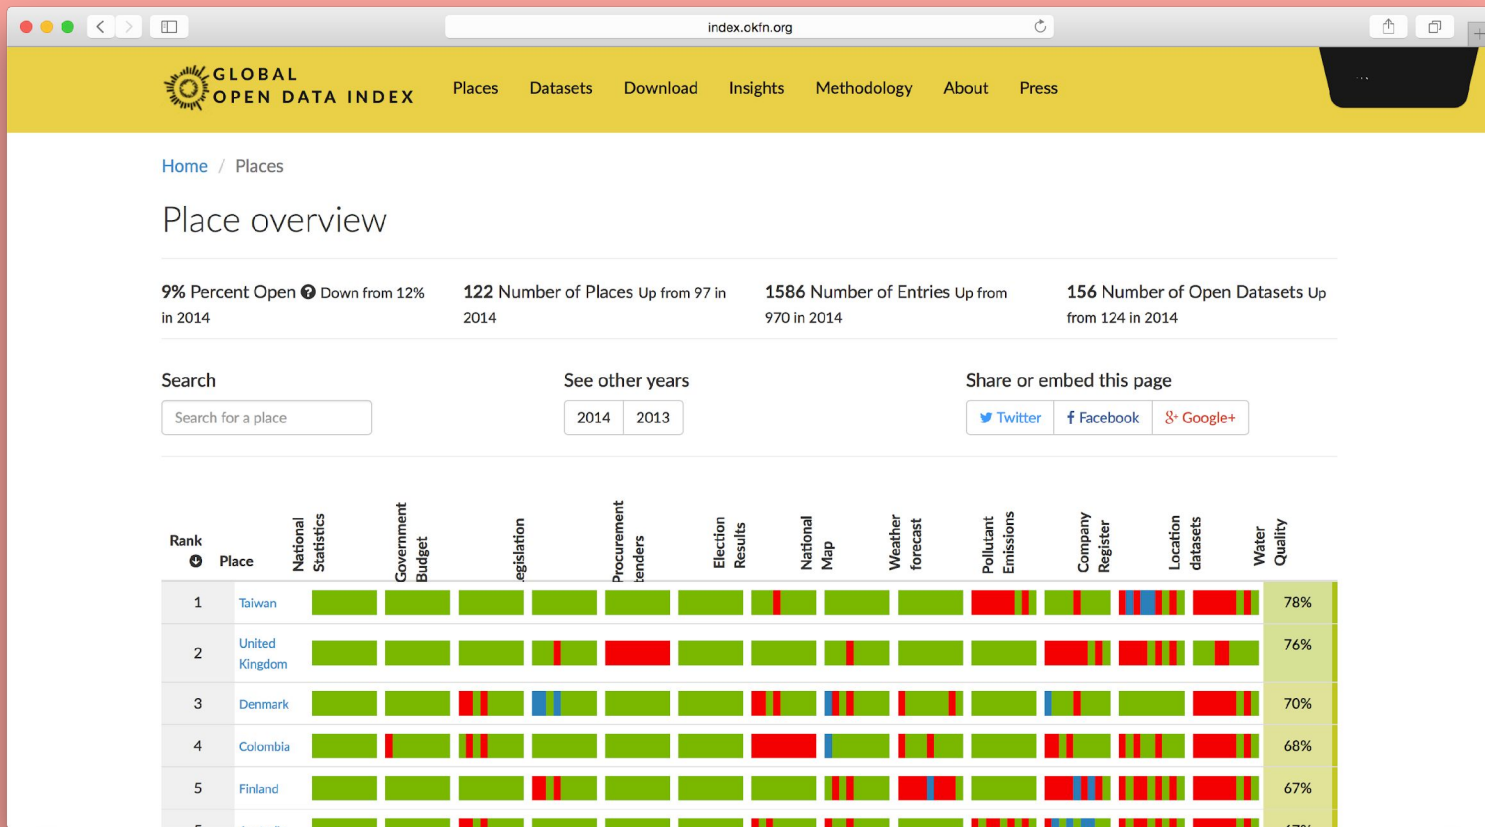 index.okfn.org
GLOBAL
OPEN DATA INDEX
Places Datasets Download Insights Methodology About Press
Home / Places
Place overview
9% Percent Open Down from 12%
in 2014
122 Number of Places Up from 97 in
2014
1586 Number of Entries Up from
970 in 2014
156 Number of Open Datasets Up
from 124 in 2014
Search
Search for a place
See other years
2014 2013
Share or embed this page
Twitter Facebook Google+
Rank
Place
National
Statistics
Government
Budget
egislation
Procurement
tenders
Election
Results
National
Map
Weather
forecast
Pollutant
Emissions
Company
Register
Location
datasets
Water
Quality
1 Taiwan 78%
2 United
Kingdom 76%
3 Denmark 70%
4 Colombia 68%
5 Finland 67%